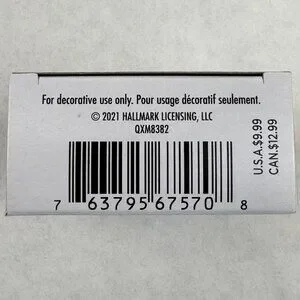 For decorative use only. Pour usage décoratif seulement.
© 2021 HALLMARK LICENSING, LLC
QXM8382
7 63795 67570 8
U.S.A.$9.99
CAN.$12.99